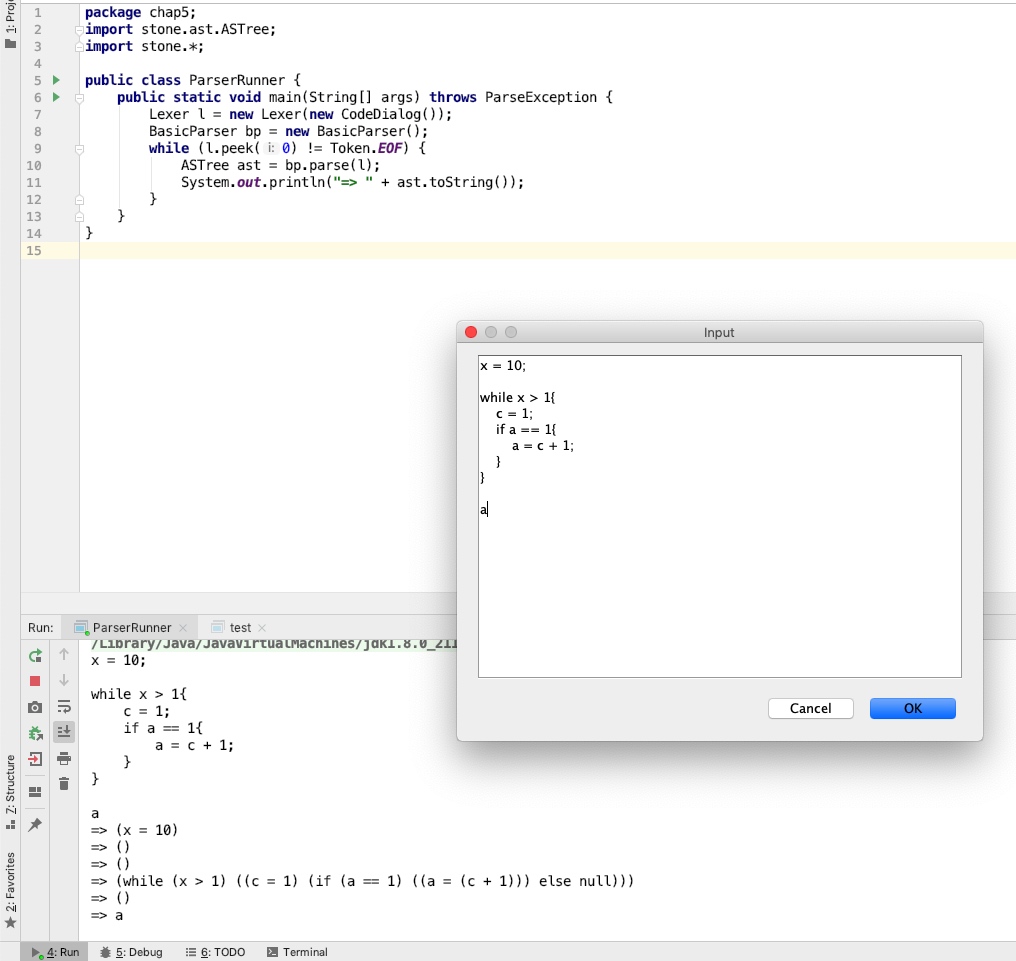 1: Proj
1 package chap5;
2 import stone.ast.ASTree;
3 import stone.*;
4
5 public class ParserRunner {
6 public static void main(String[] args) throws ParseException {
7 Lexer l = new Lexer(new CodeDialog());
8 BasicParser bp = new BasicParser();
9 while (l.peek( i: 0) != Token.EOF) {
10 ASTree ast = bp.parse(l);
11 System.out.println("=> " + ast.toString());
12 }
13 }
14 }
15
Input
x = 10;
while x > 1{
c = 1;
if a == 1{
a = c + 1;
}
}
a
Cancel OK
Run: ParserRunner test
/Library/Java/JavaVirtualMachines/jdk1.8.0_211
x = 10;
while x > 1{
c = 1;
if a == 1{
a = c + 1;
}
}
a
=> (x = 10)
=> ()
=> ()
=> (while (x > 1) ((c = 1) (if (a == 1) ((a = (c + 1))) else null)))
=> ()
=> a
Z: Structure
2: Favorites
4: Run 5: Debug 6: TODO Terminal